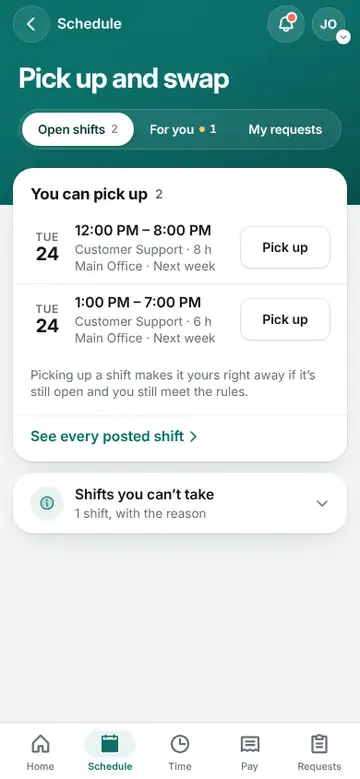 Schedule
JO
Pick up and swap
Open shifts 2
For you 1
My requests
You can pick up 2
TUE
24
12:00 PM – 8:00 PM
Customer Support · 8 h
Main Office · Next week
Pick up
TUE
24
1:00 PM – 7:00 PM
Customer Support · 6 h
Main Office · Next week
Pick up
Picking up a shift makes it yours right away if it’s
still open and you still meet the rules.
See every posted shift
Shifts you can’t take
1 shift, with the reason
Home
Schedule
Time
Pay
Requests